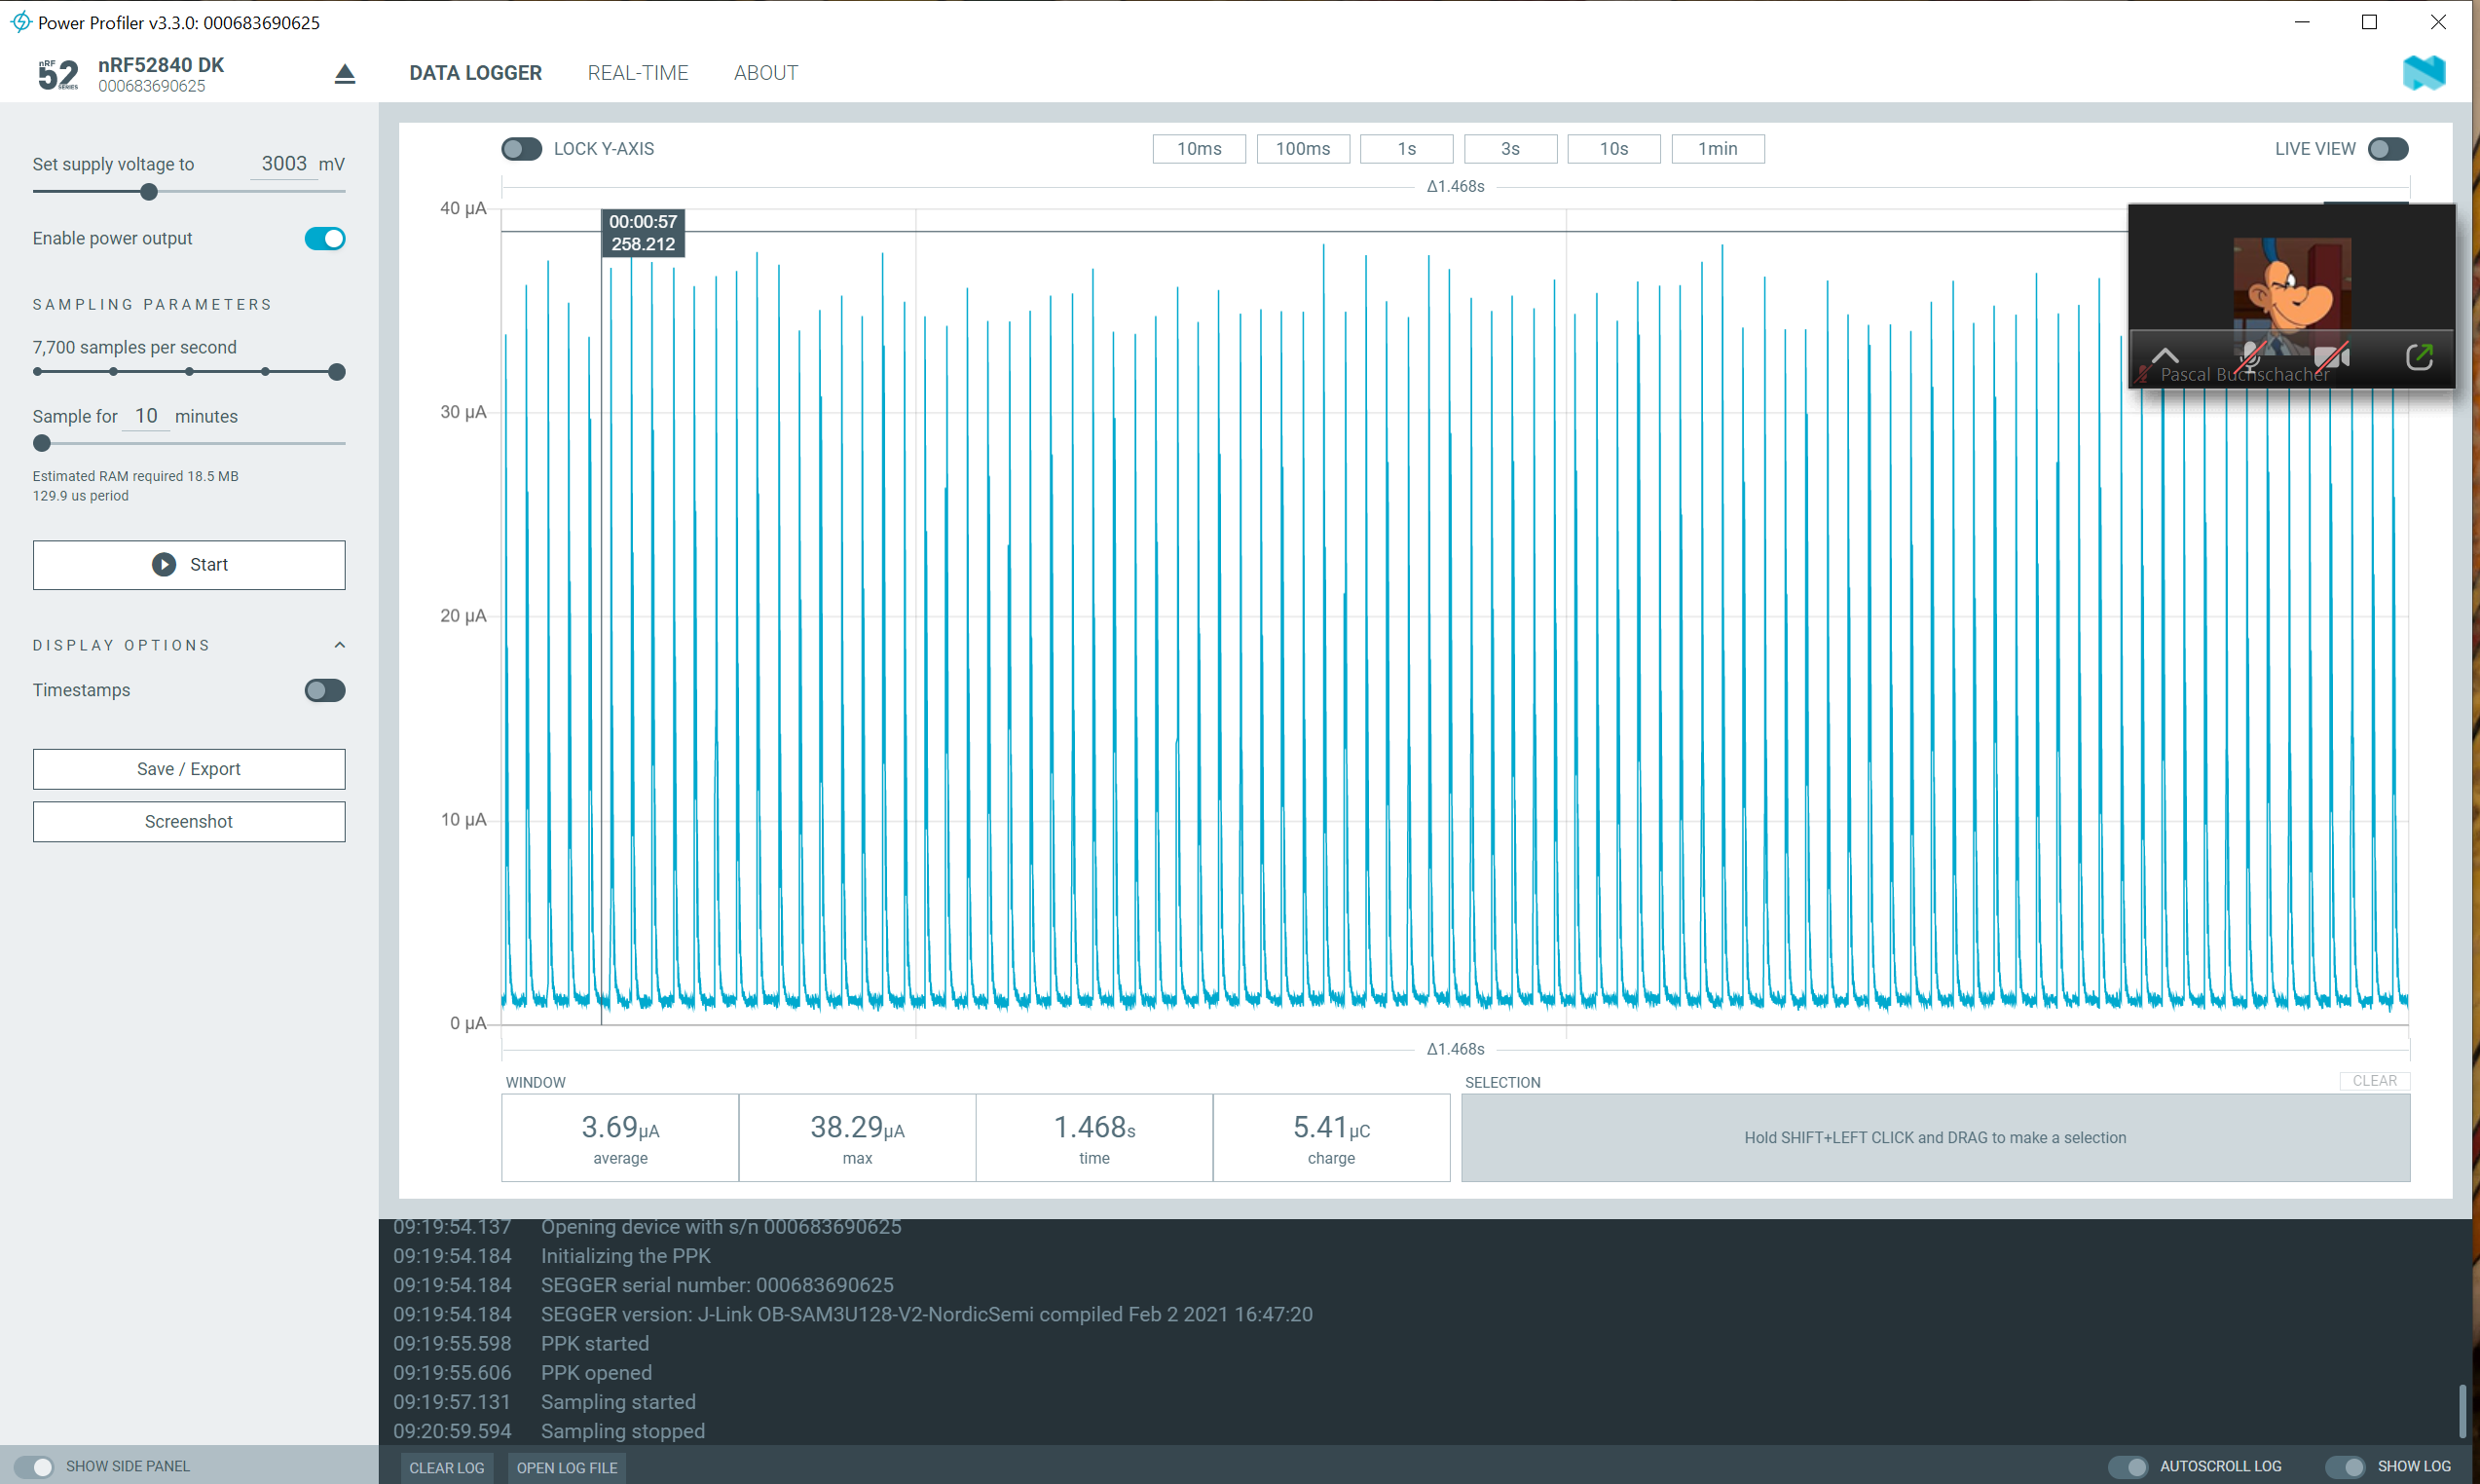 Power Profiler v3.3.0: 000683690625
nRF
52
SERIES
nRF52840 DK
000683690625
DATA LOGGER
REAL-TIME
ABOUT
Set supply voltage to 3003 mV
Enable power output
SAMPLING PARAMETERS
7,700 samples per second
Sample for 10 minutes
Estimated RAM required 18.5 MB
129.9 us period
Start
DISPLAY OPTIONS
Timestamps
Save / Export
Screenshot
SHOW SIDE PANEL
LOCK Y-AXIS
10ms
100ms
1s
3s
10s
1min
LIVE VIEW
Δ1.468s
00:00:57
258.212
40 µA
30 µA
20 µA
10 µA
0 µA
Pascal Buchschacher
Δ1.468s
WINDOW
3.69µA
average
38.29µA
max
1.468s
time
5.41µC
charge
SELECTION
CLEAR
Hold SHIFT+LEFT CLICK and DRAG to make a selection
09:19:54.137 Opening device with s/n 000683690625
09:19:54.184 Initializing the PPK
09:19:54.184 SEGGER serial number: 000683690625
09:19:54.184 SEGGER version: J-Link OB-SAM3U128-V2-NordicSemi compiled Feb 2 2021 16:47:20
09:19:55.598 PPK started
09:19:55.606 PPK opened
09:19:57.131 Sampling started
09:20:59.594 Sampling stopped
CLEAR LOG
OPEN LOG FILE
AUTOSCROLL LOG
SHOW LOG